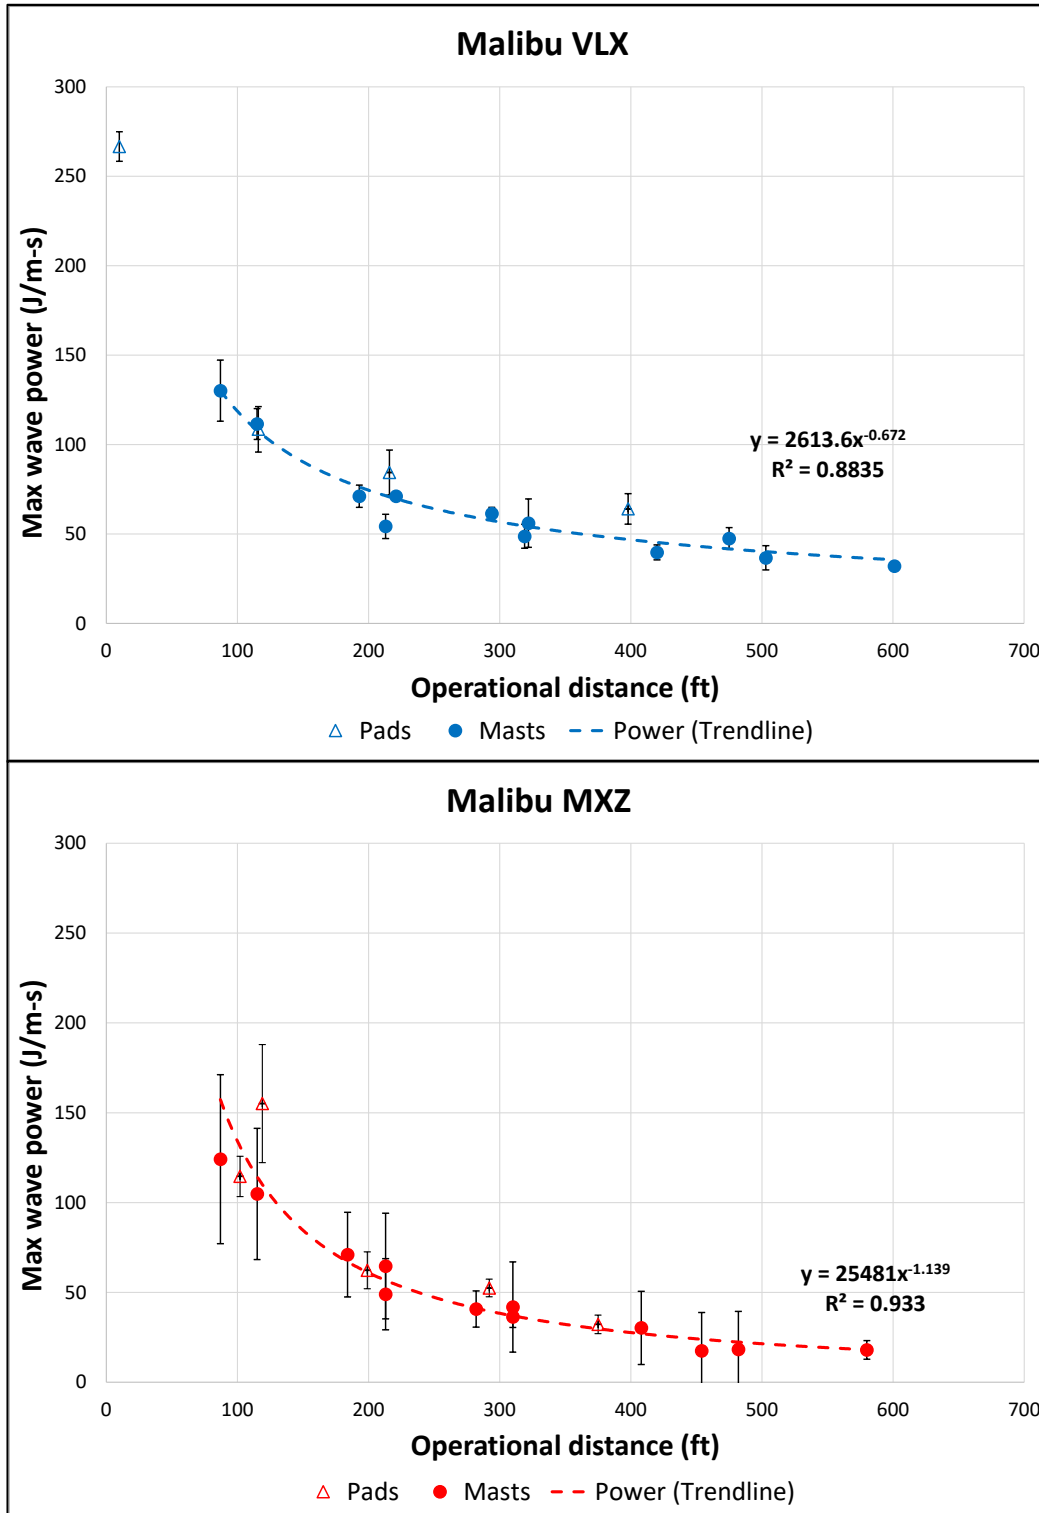 Malibu VLX
300
250
200
150
100
50
0
Max wave power (J/m-s)
y = 2613.6x^-0.672
R² = 0.8835
0 100 200 300 400 500 600 700
Operational distance (ft)
Pads Masts Power (Trendline)
Malibu MXZ
300
250
200
150
100
50
0
Max wave power (J/m-s)
y = 25481x^-1.139
R² = 0.933
0 100 200 300 400 500 600 700
Operational distance (ft)
Pads Masts Power (Trendline)